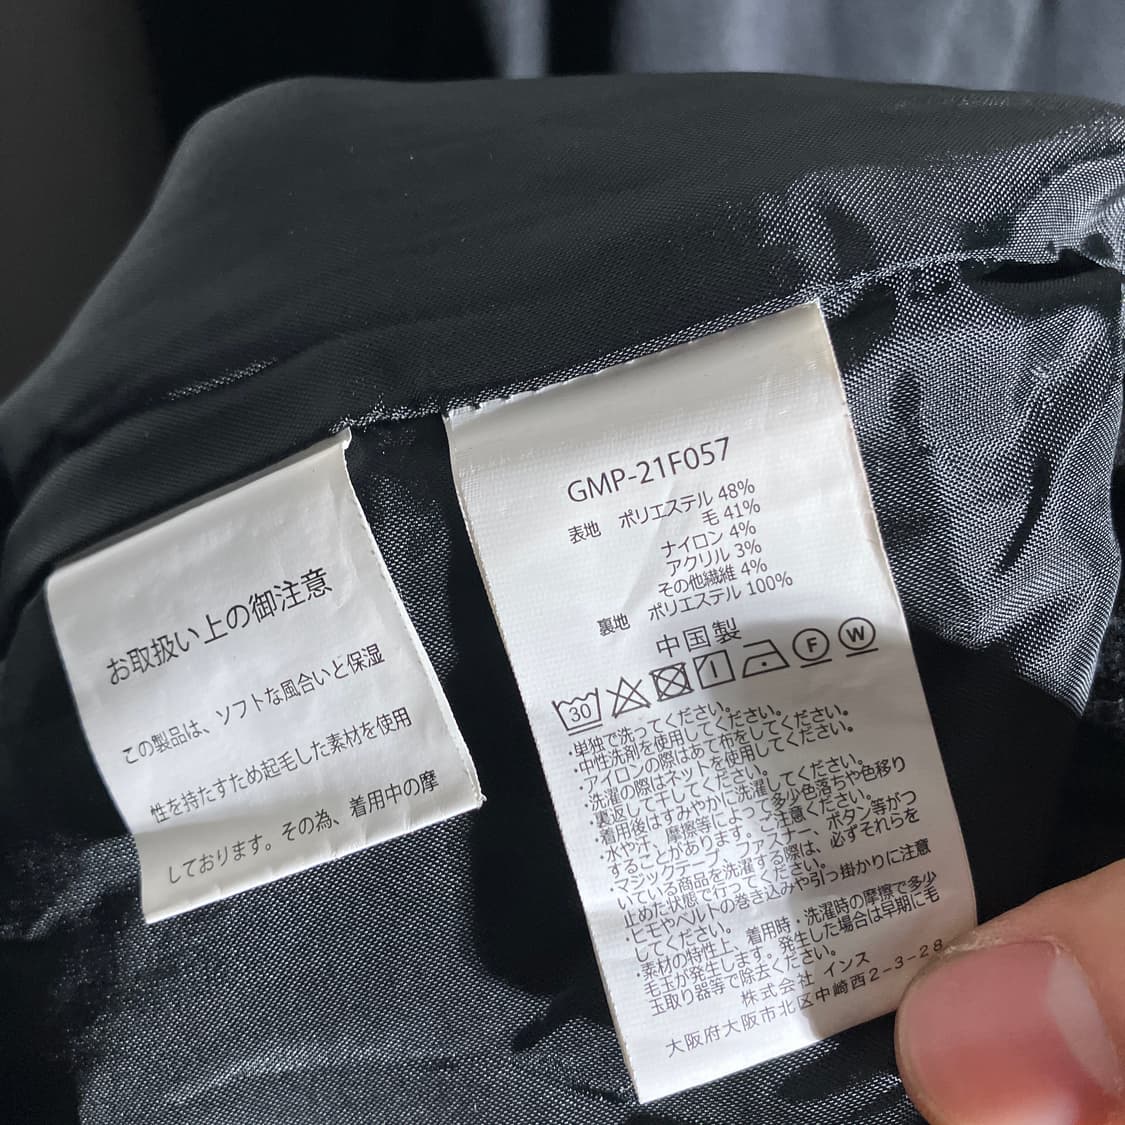 お取扱い上の御注意
この製品は、ソフトな風合いと保湿
性を持たすため起毛した素材を使用
しております。その為、着用中の摩
GMP-21F057
表地 ポリエステル 48%
毛 41%
ナイロン 4%
アクリル 3%
その他繊維 4%
裏地 ポリエステル 100%
中国製
30 F W
・単独で洗ってください。
・中性洗剤を使用してください。
・アイロンの際はあて布をしてください。
・洗濯の際はネットを使用してください。
・裏返して干してください。
・着用後はすみやかに洗濯してください。
・水や汗、摩擦等によって多少色落ちや色移り
することがあります。ご注意ください。
・マジックテープ、ファスナー、ボタン等がつ
いている商品を洗濯する際は、必ずそれらを
止めた状態で行ってください。
・ヒモやベルトの巻き込みや引っ掛かりに注意
してください。
・素材の特性上、着用時・洗濯時の摩擦で多少
毛玉が発生します。発生した場合は早期に毛
玉取り器等で除去ください。
株式会社 インス
大阪府大阪市北区中崎西2-3-28